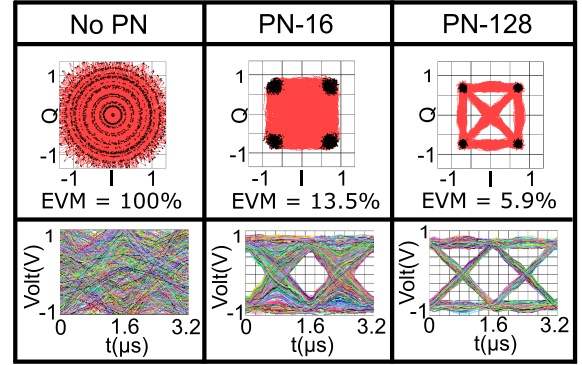 No PN PN-16 PN-128
1 1 1
Q Q Q
-1 -1 -1
-1 I 1 -1 I 1 -1 I 1
EVM = 100% EVM = 13.5% EVM = 5.9%
1 1 1
Volt(V) Volt(V) Volt(V)
-1 -1 -1
0 1.6 3.2 0 1.6 3.2 0 1.6 3.2
t(µs) t(µs) t(µs)